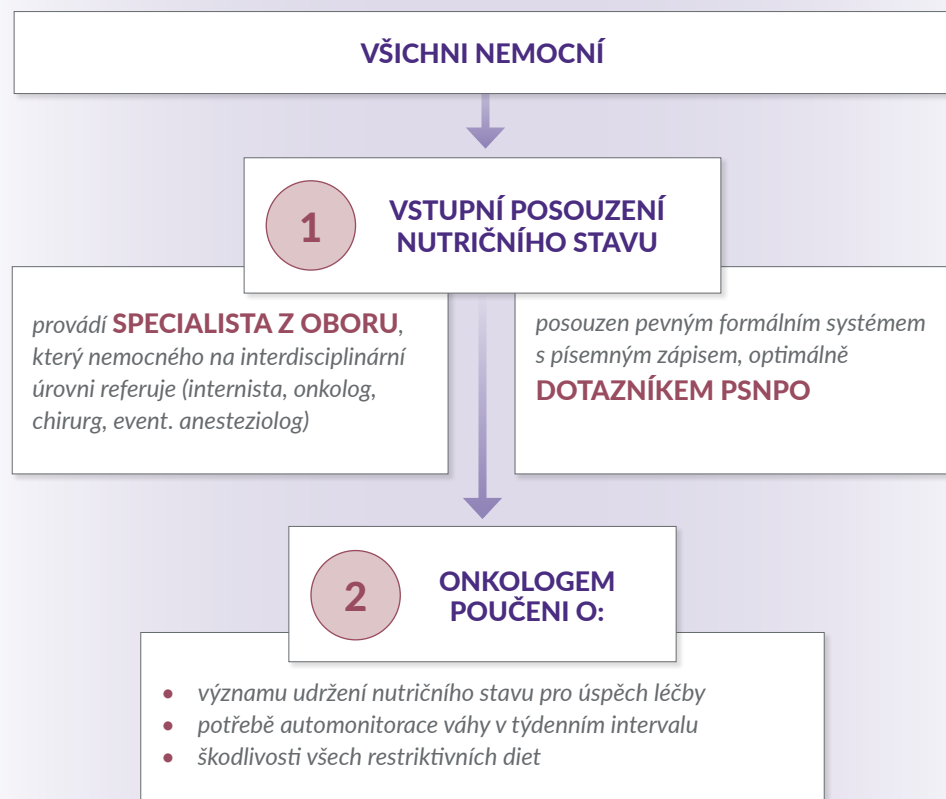 VŠICHNI NEMOCNÍ
1
VSTUPNÍ POSOUZENÍ
NUTRIČNÍHO STAVU
provádí SPECIALISTA Z OBORU,
který nemocného na interdisciplinární
úrovni referuje (internista, onkolog,
chirurg, event. anesteziolog)
posouzen pevným formálním systémem
s písemným zápisem, optimálně
DOTAZNÍKEM PSNPO
2
ONKOLOGEM
POUČENI O:
• významu udržení nutričního stavu pro úspěch léčby
• potřebě automonitorace váhy v týdenním intervalu
• škodlivosti všech restriktivních diet